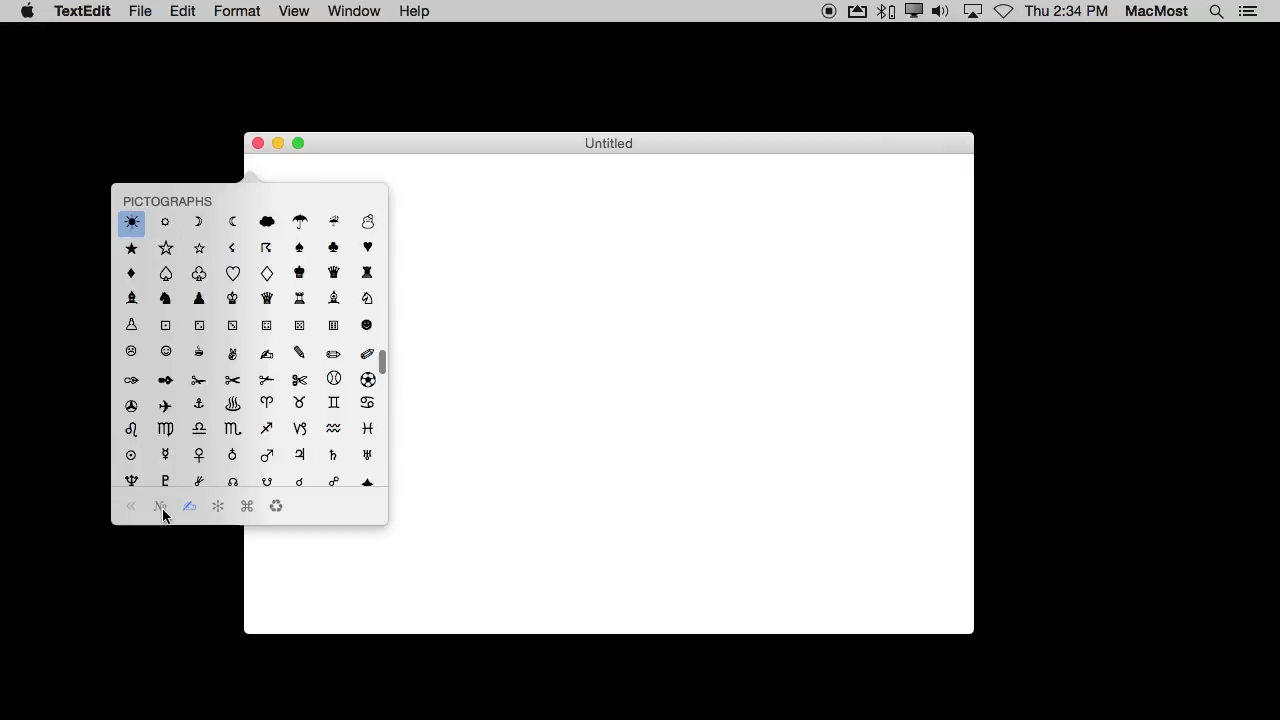 TextEdit File Edit Format View Window Help Thu 2:34 PM MacMost
Untitled
PICTOGRAPHS